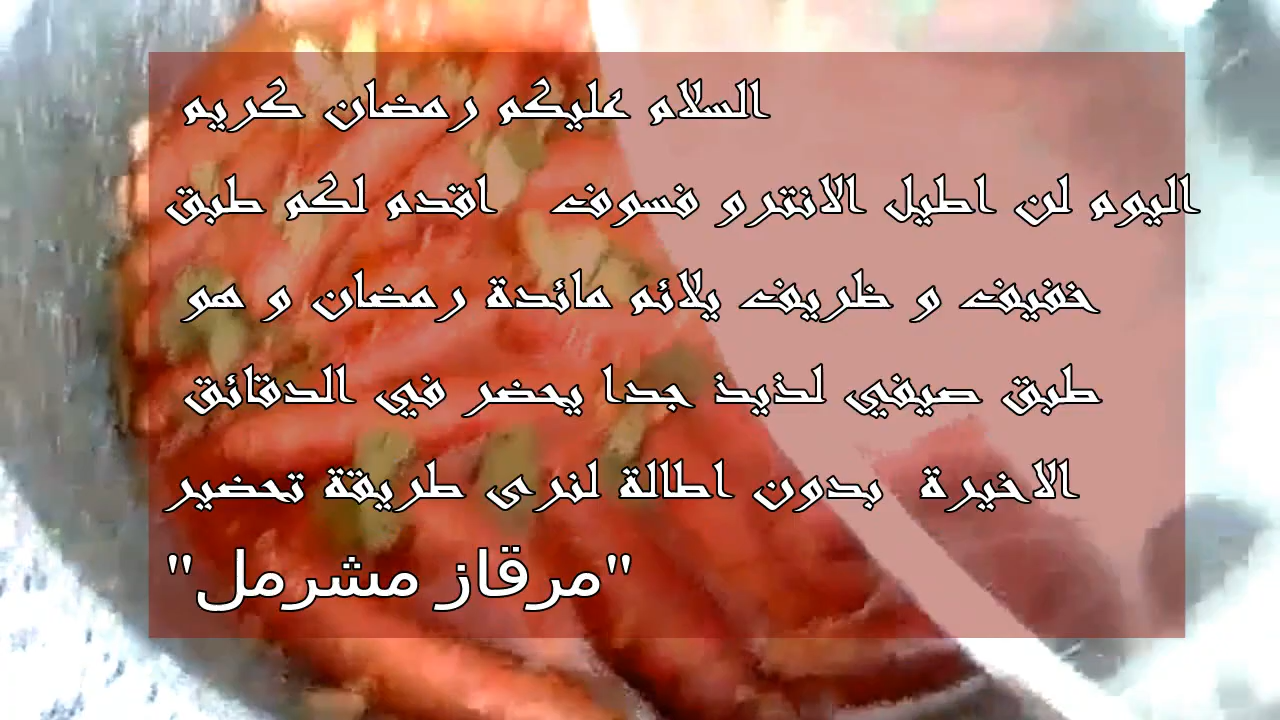 السلام عليكم رمضان كريم
اليوم لن اطيل الانترو فسوف اقدم لكم طبق
خفيف و ظريف يلائم مائدة رمضان و هو
طبق صيفي لذيذ جدا يحضر في الدقائق
الاخيرة بدون اطالة لنرى طريقة تحضير
"مرقاز مشرمل"